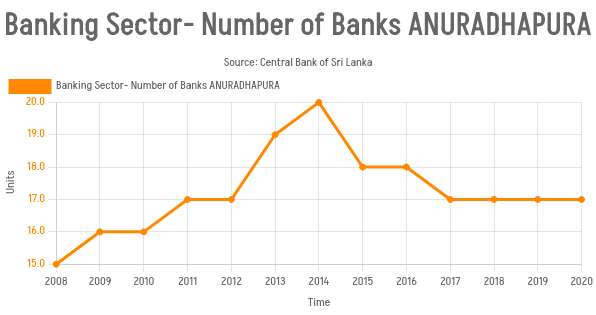 Banking Sector- Number of Banks ANURADHAPURA
Source: Central Bank of Sri Lanka
Banking Sector- Number of Banks ANURADHAPURA
20.0
19.0
18.0
17.0
16.0
15.0
Units
2008 2009 2010 2011 2012 2013 2014 2015 2016 2017 2018 2019 2020
Time